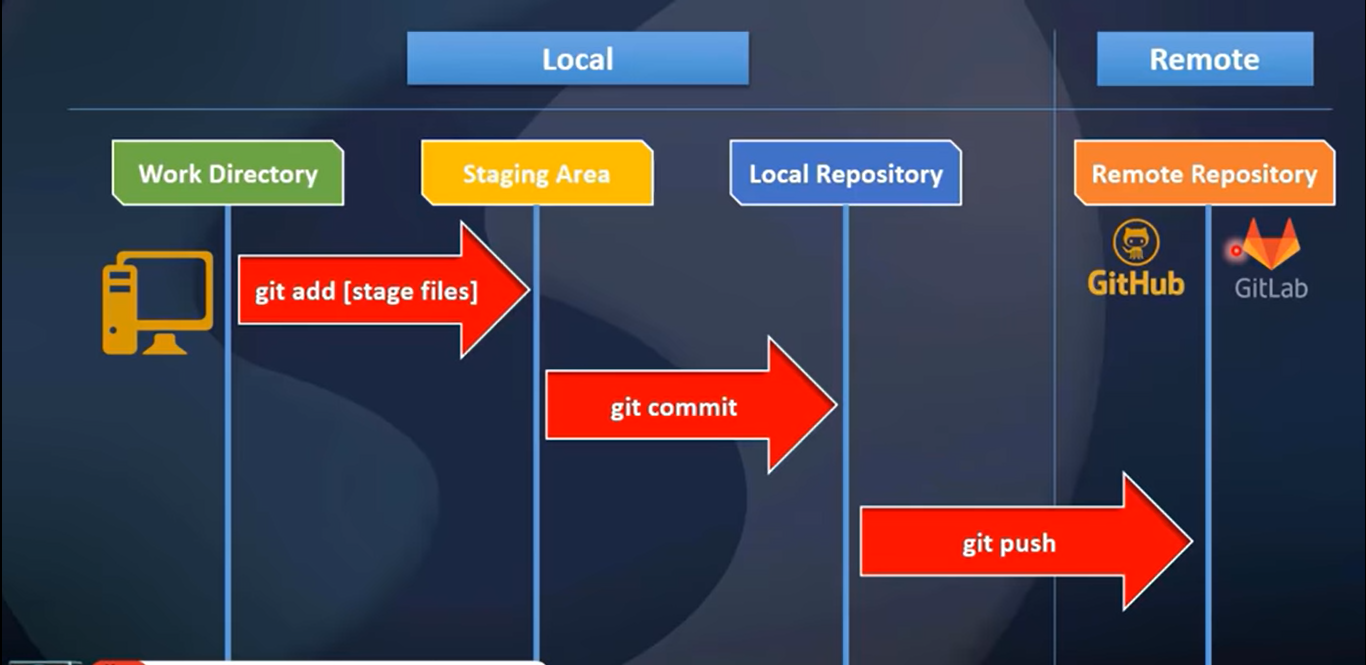 Local
Remote
Work Directory
Staging Area
Local Repository
Remote Repository
git add [stage files]
GitHub
GitLab
git commit
git push